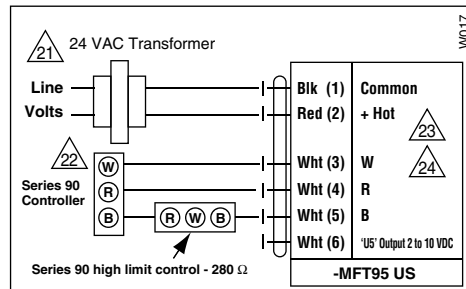 W017
21 24 VAC Transformer
Line
Volts
Blk (1) Common
Red (2) + Hot
23
22
24
Series 90
Controller
W
R
B
R W B
Wht (3) W
Wht (4) R
Wht (5) B
Wht (6) 'U5' Output 2 to 10 VDC
Series 90 high limit control - 280 Ω
-MFT95 US